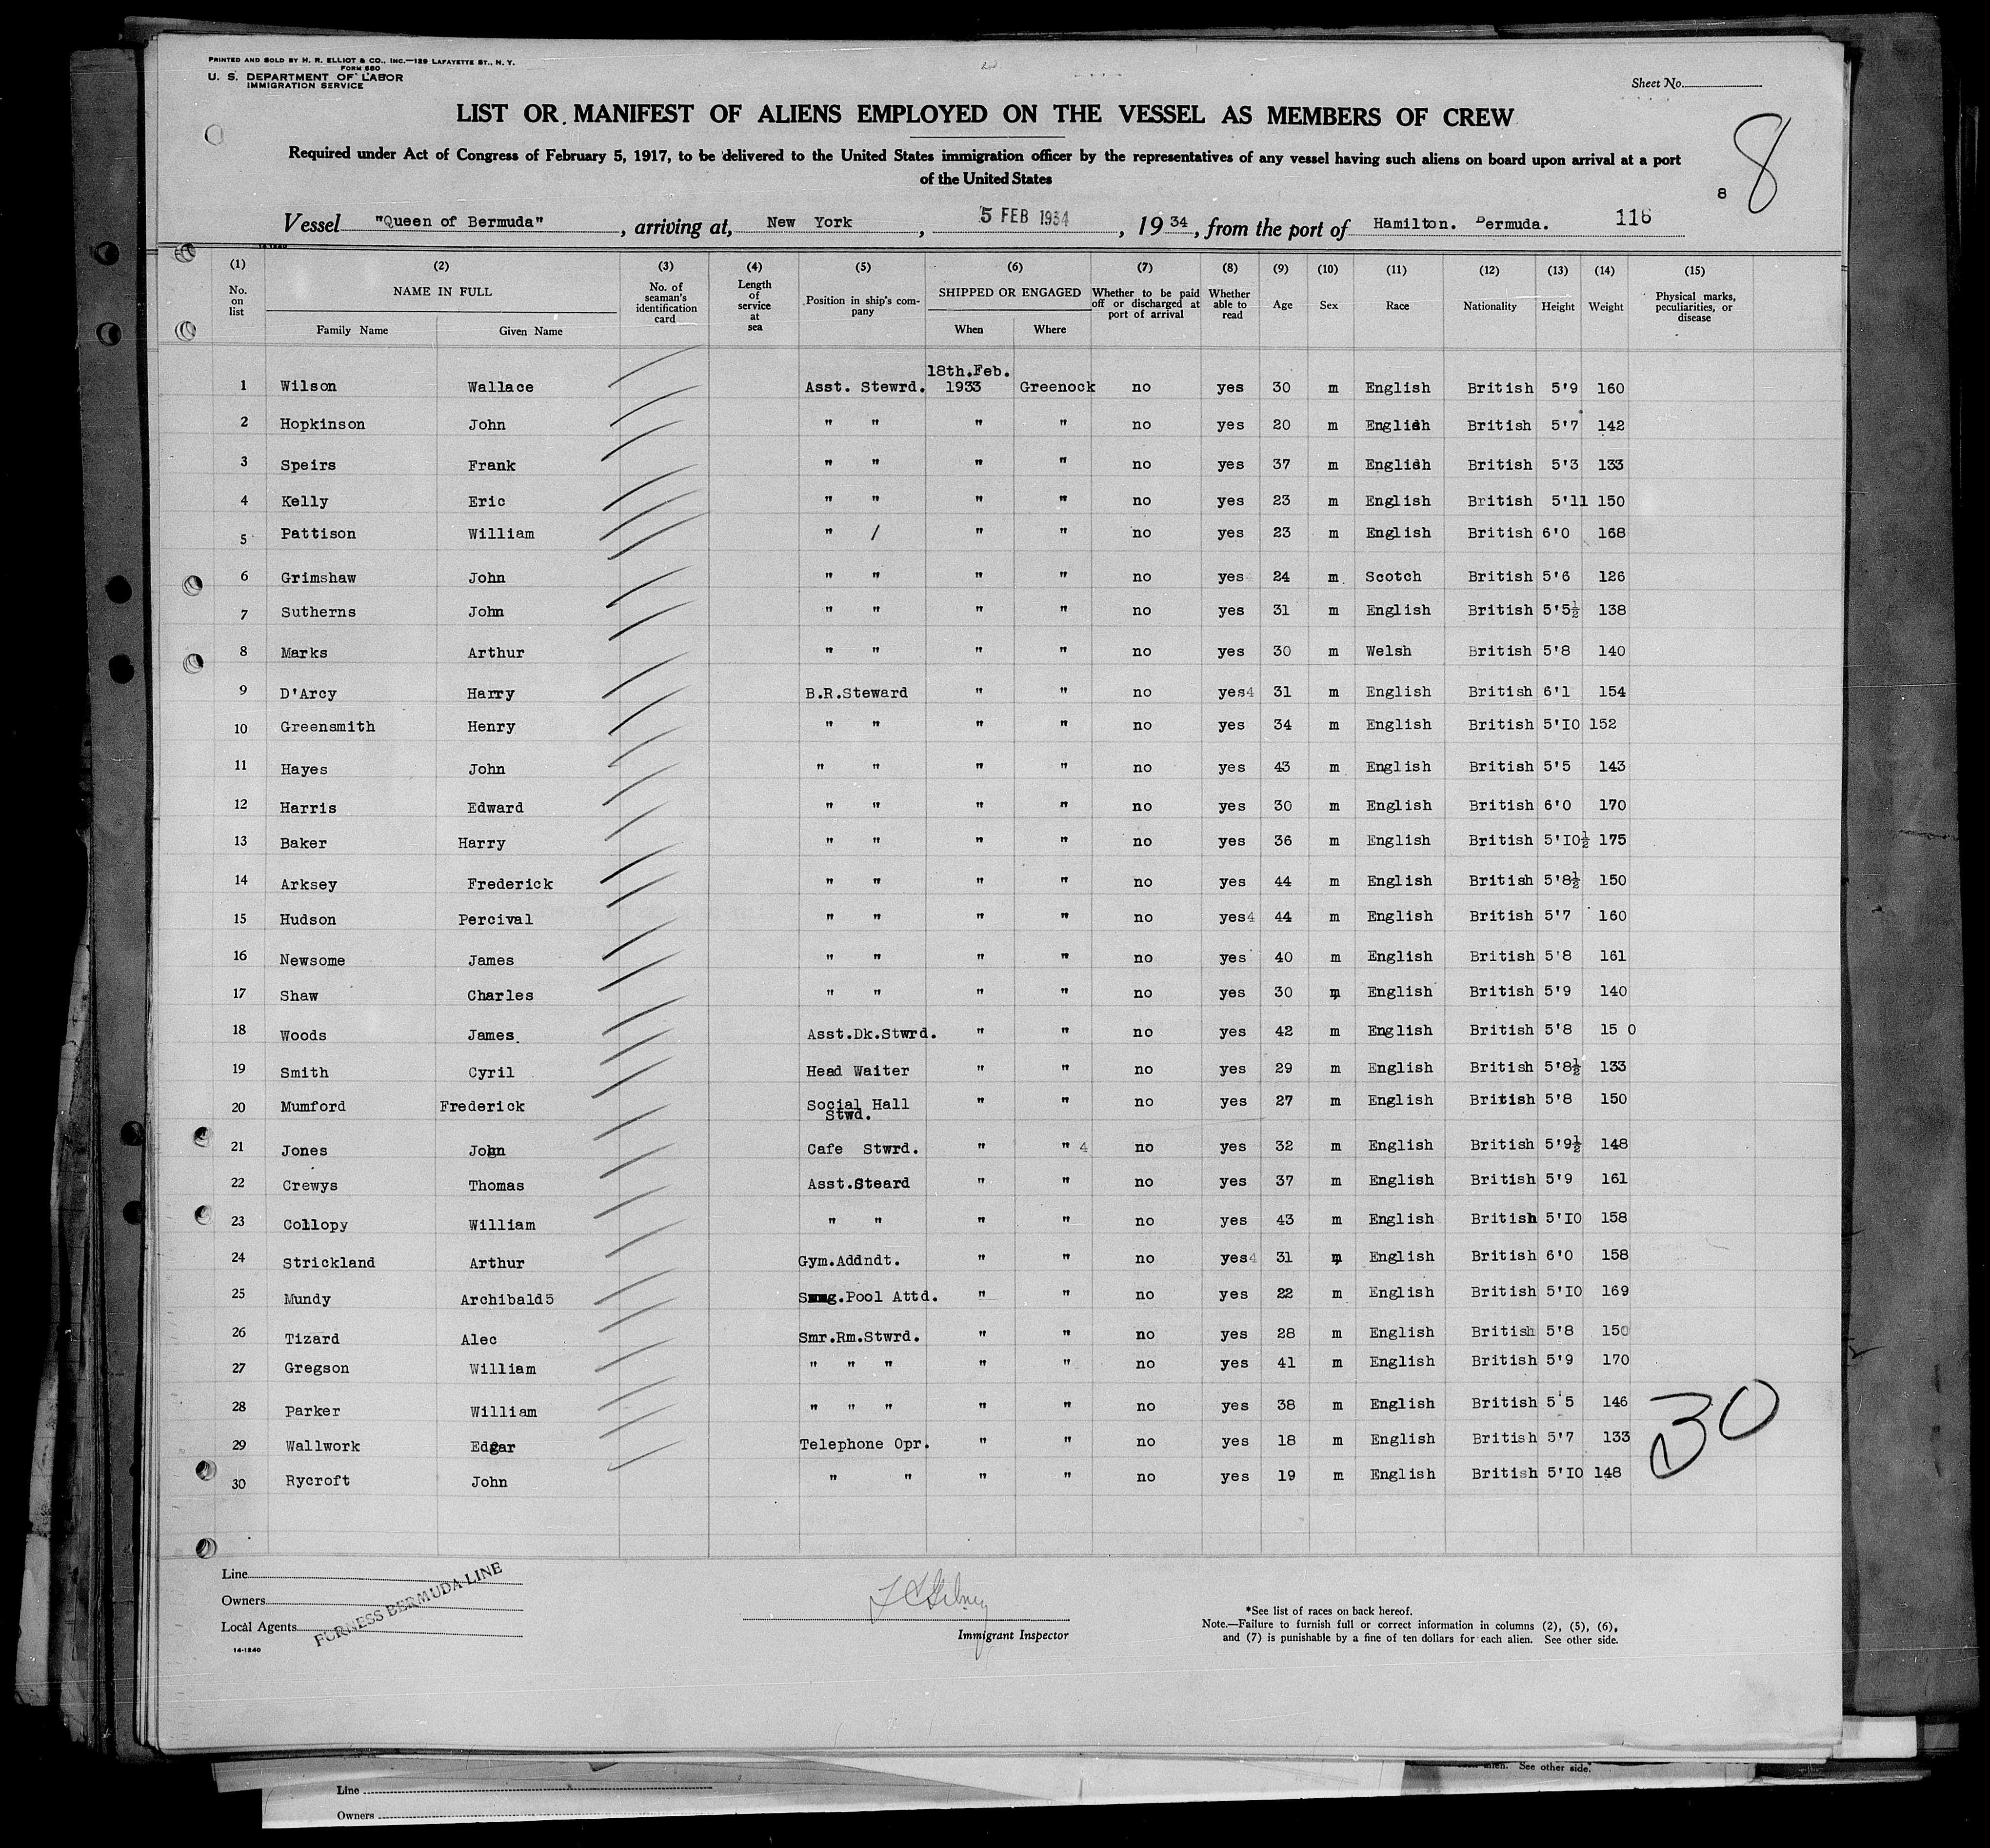 PRINTED AND SOLD BY H. R. ELLIOT & CO., INC.—129 LAFAYETTE ST., N. Y.
FORM 680
U. S. DEPARTMENT OF LABOR
IMMIGRATION SERVICE
Sheet No.
LIST OR MANIFEST OF ALIENS EMPLOYED ON THE VESSEL AS MEMBERS OF CREW
Required under Act of Congress of February 5, 1917, to be delivered to the United States immigration officer by the representatives of any vessel having such aliens on board upon arrival at a port
of the United States
8 8
Vessel "Queen of Bermuda", arriving at, New York, 5 FEB 1934, 1934, from the port of Hamilton. Bermuda. 116
(1) (2) (3) (4) (5) (6) (7) (8) (9) (10) (11) (12) (13) (14) (15)
No. on list NAME IN FULL Family Name Given Name No. of seaman's identification card Length of service at sea Position in ship's company SHIPPED OR ENGAGED When Where Whether to be paid off or discharged at port of arrival Whether able to read Age Sex Race Nationality Height Weight Physical marks, peculiarities, or disease
1 Wilson Wallace Asst. Stewrd. 18th.Feb. 1933 Greenock no yes 30 m English British 5'9 160
2 Hopkinson John " " " " no yes 20 m English British 5'7 142
3 Speirs Frank " " " " no yes 37 m English British 5'3 133
4 Kelly Eric " " " " no yes 23 m English British 5'11 150
5 Pattison William " / " " no yes 23 m English British 6'0 168
6 Grimshaw John " " " " no yes 24 m Scotch British 5'6 126
7 Sutherns John " " " " no yes 31 m English British 5'5½ 138
8 Marks Arthur " " " " no yes 30 m Welsh British 5'8 140
9 D'Arcy Harry B.R.Steward " " no yes4 31 m English British 6'1 154
10 Greensmith Henry " " " " no yes 34 m English British 5'10 152
11 Hayes John " " " " no yes 43 m English British 5'5 143
12 Harris Edward " " " " no yes 30 m English British 6'0 170
13 Baker Harry " " " " no yes 36 m English British 5'10½ 175
14 Arksey Frederick " " " " no yes 44 m English British 5'8½ 150
15 Hudson Percival " " " " no yes4 44 m English British 5'7 160
16 Newsome James " " " " no yes 40 m English British 5'8 161
17 Shaw Charles " " " " no yes 30 m English British 5'9 140
18 Woods James Asst.Dk.Stwrd. " " no yes 42 m English British 5'8 15 0
19 Smith Cyril Head Waiter " " no yes 29 m English British 5'8½ 133
20 Mumford Frederick Social Hall Stwd. " " no yes 27 m English British 5'8 150
21 Jones John Cafe Stwrd. " " 4 no yes 32 m English British 5'9½ 148
22 Crewys Thomas Asst.Steard " " no yes 37 m English British 5'9 161
23 Collopy William " " " " no yes 43 m English British 5'10 158
24 Strickland Arthur Gym.Addndt. " " no yes4 31 m English British 6'0 158
25 Mundy Archibald5 Smmg.Pool Attd. " " no yes 22 m English British 5'10 169
26 Tizard Alec Smr.Rm.Stwrd. " " no yes 28 m English British 5'8 150
27 Gregson William " " " " " no yes 41 m English British 5'9 170
28 Parker William " " " " " no yes 38 m English British 5'5 146
29 Wallwork Edgar Telephone Opr. " " no yes 18 m English British 5'7 133
30 Rycroft John " " " " no yes 19 m English British 5'10 148
30
Line
Owners
Local Agents
FURNESS BERMUDA LINE
14-1240
Immigrant Inspector
*See list of races on back hereof.
Note.—Failure to furnish full or correct information in columns (2), (5), (6),
and (7) is punishable by a fine of ten dollars for each alien. See other side.
See other side.
Line
Owners